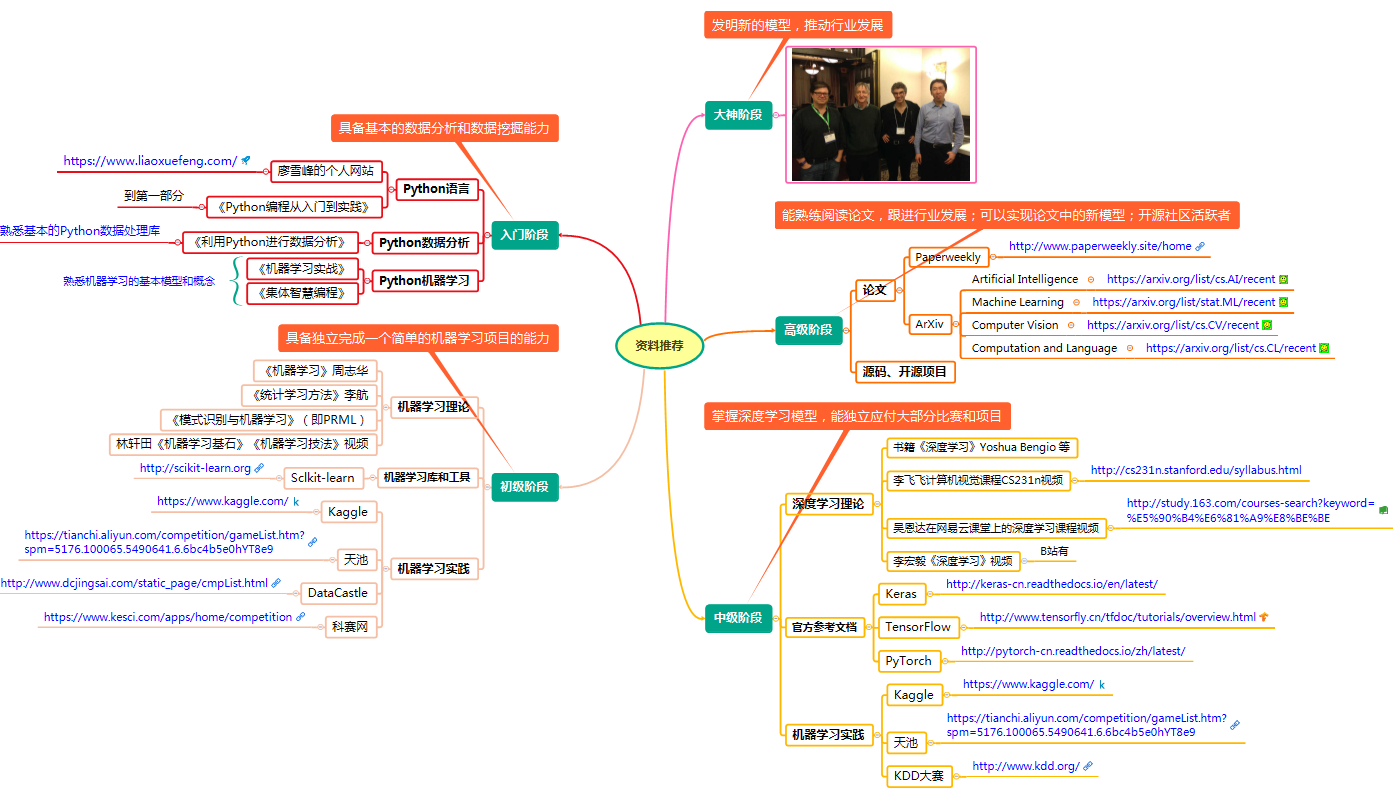 资料推荐
具备基本的数据分析和数据挖掘能力
入门阶段
Python语言
廖雪峰的个人网站
https://www.liaoxuefeng.com/
《Python编程从入门到实践》
到第一部分
Python数据分析
《利用Python进行数据分析》
熟悉基本的Python数据处理库
Python机器学习
《机器学习实战》
《集体智慧编程》
熟悉机器学习的基本模型和概念
具备独立完成一个简单的机器学习项目的能力
初级阶段
机器学习理论
《机器学习》周志华
《统计学习方法》李航
《模式识别与机器学习》（即PRML）
林轩田《机器学习基石》《机器学习技法》视频
机器学习库和工具
Sclkit-learn
http://scikit-learn.org
机器学习实践
Kaggle
https://www.kaggle.com/
天池
https://tianchi.aliyun.com/competition/gameList.htm?
spm=5176.100065.5490641.6.6bc4b5e0hYT8e9
DataCastle
http://www.dcjingsai.com/static_page/cmpList.html
科赛网
https://www.kesci.com/apps/home/competition
发明新的模型，推动行业发展
大神阶段
能熟练阅读论文，跟进行业发展；可以实现论文中的新模型；开源社区活跃者
高级阶段
论文
Paperweekly
http://www.paperweekly.site/home
ArXiv
Artificial Intelligence
https://arxiv.org/list/cs.AI/recent
Machine Learning
https://arxiv.org/list/stat.ML/recent
Computer Vision
https://arxiv.org/list/cs.CV/recent
Computation and Language
https://arxiv.org/list/cs.CL/recent
源码、开源项目
掌握深度学习模型，能独立应付大部分比赛和项目
中级阶段
深度学习理论
书籍《深度学习》Yoshua Bengio 等
李飞飞计算机视觉课程CS231n视频
http://cs231n.stanford.edu/syllabus.html
吴恩达在网易云课堂上的深度学习课程视频
http://study.163.com/courses-search?keyword=
%E5%90%B4%E6%81%A9%E8%BE%BE
李宏毅《深度学习》视频
B站有
官方参考文档
Keras
http://keras-cn.readthedocs.io/en/latest/
TensorFlow
http://www.tensorfly.cn/tfdoc/tutorials/overview.html
PyTorch
http://pytorch-cn.readthedocs.io/zh/latest/
机器学习实践
Kaggle
https://www.kaggle.com/
天池
https://tianchi.aliyun.com/competition/gameList.htm?
spm=5176.100065.5490641.6.6bc4b5e0hYT8e9
KDD大赛
http://www.kdd.org/